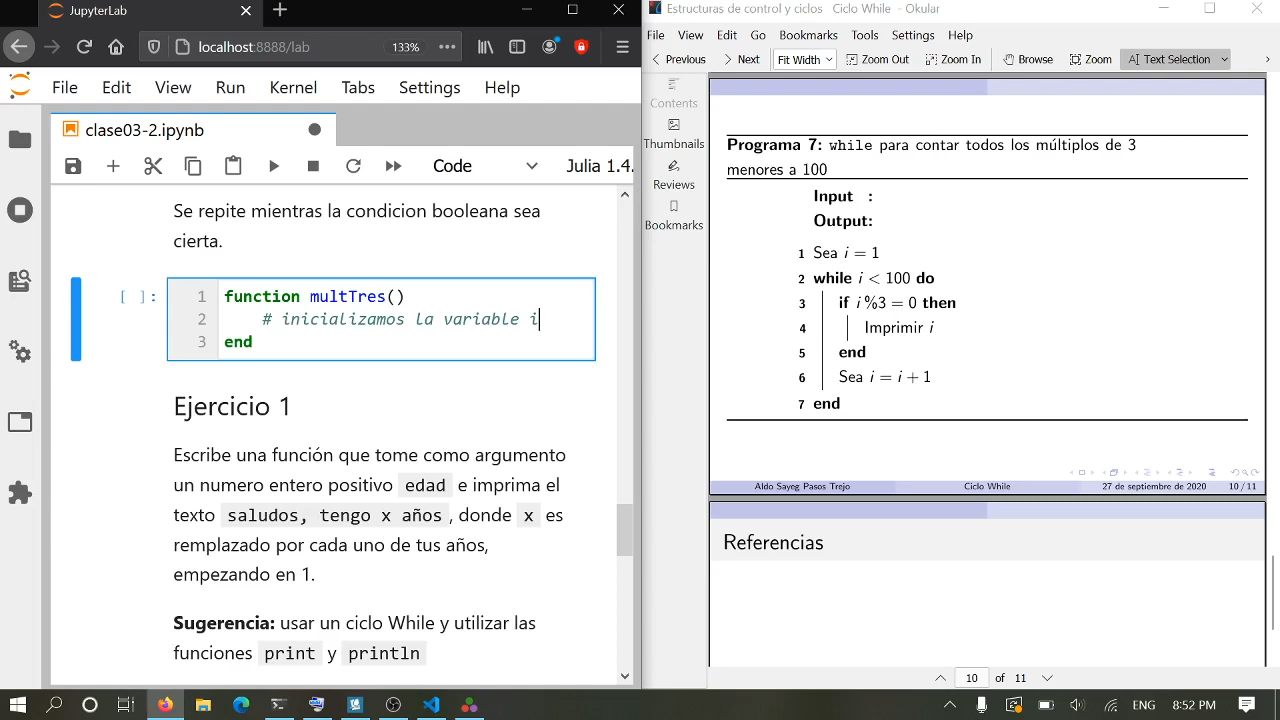 JupyterLab
localhost:8888/lab
133%
File Edit View Run Kernel Tabs Settings Help
clase03-2.ipynb
Code
Julia 1.4.
Se repite mientras la condicion booleana sea
cierta.
[ ]:
1 function multTres()
2 # inicializamos la variable i
3 end
Ejercicio 1
Escribe una función que tome como argumento
un numero entero positivo edad e imprima el
texto saludos, tengo x años, donde x es
remplazado por cada uno de tus años,
empezando en 1.
Sugerencia: usar un ciclo While y utilizar las
funciones print y println
Estructuras de control y ciclos Ciclo While - Okular
File View Edit Go Bookmarks Tools Settings Help
Previous Next Fit Width Zoom Out Zoom In Browse Zoom Text Selection
Contents
Thumbnails
Reviews
Bookmarks
Programa 7: while para contar todos los múltiplos de 3
menores a 100
Input :
Output:
1 Sea i = 1
2 while i < 100 do
3 if i%3 = 0 then
4 Imprimir i
5 end
6 Sea i = i + 1
7 end
Aldo Sayeg Pasos Trejo Ciclo While 27 de septiembre de 2020 10 / 11
Referencias
10 of 11
8:52 PM